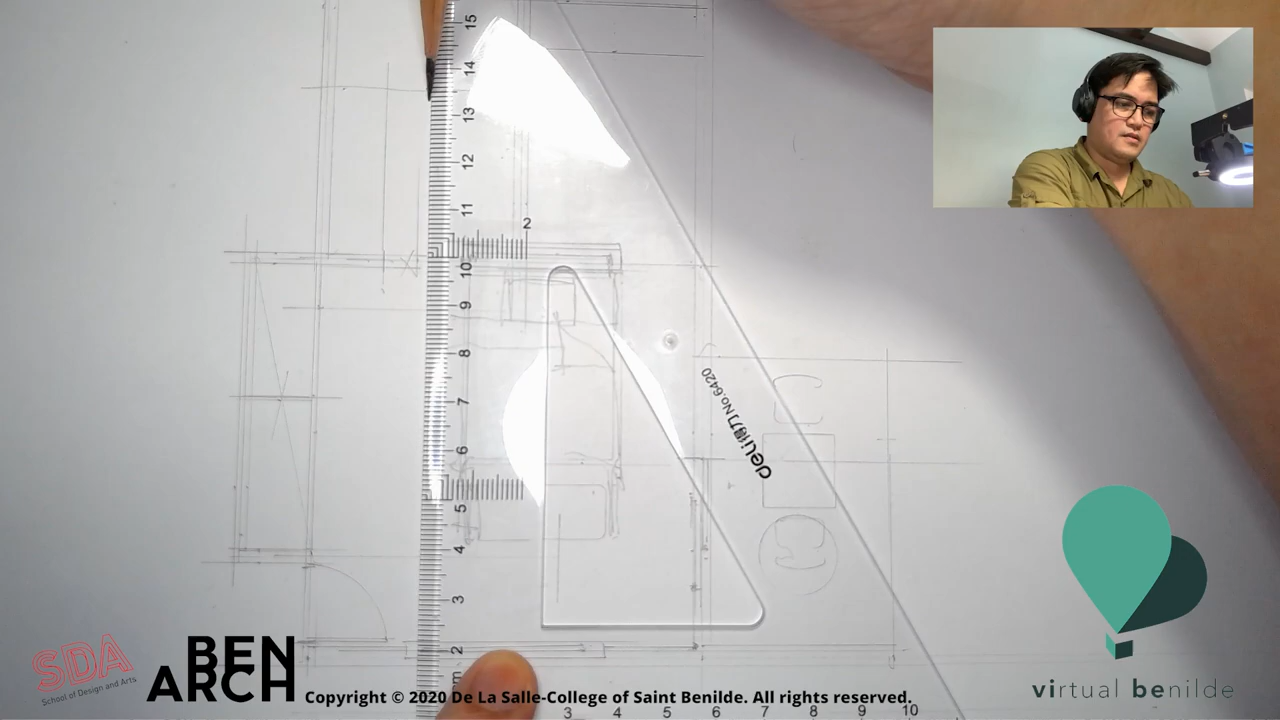 15
14
13
12
11
2
10
9
8
7
6
5
4
3
2
deli No.6420
3 4 5 6 7 8 9 10
SDA
School of Design and Arts
BEN
ARCH
Copyright © 2020 De La Salle-College of Saint Benilde. All rights reserved.
virtual benilde